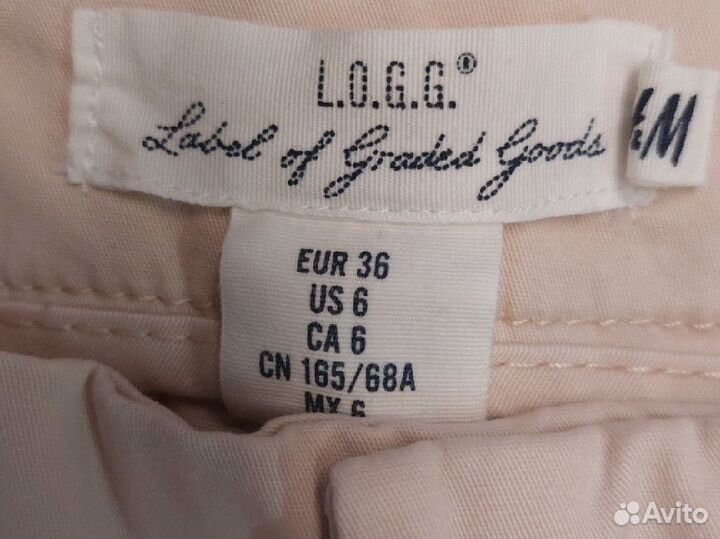 L.O.G.G.®
Label of Graded Goods
&M
EUR 36
US 6
CA 6
CN 165/68A
MX 6
Avito